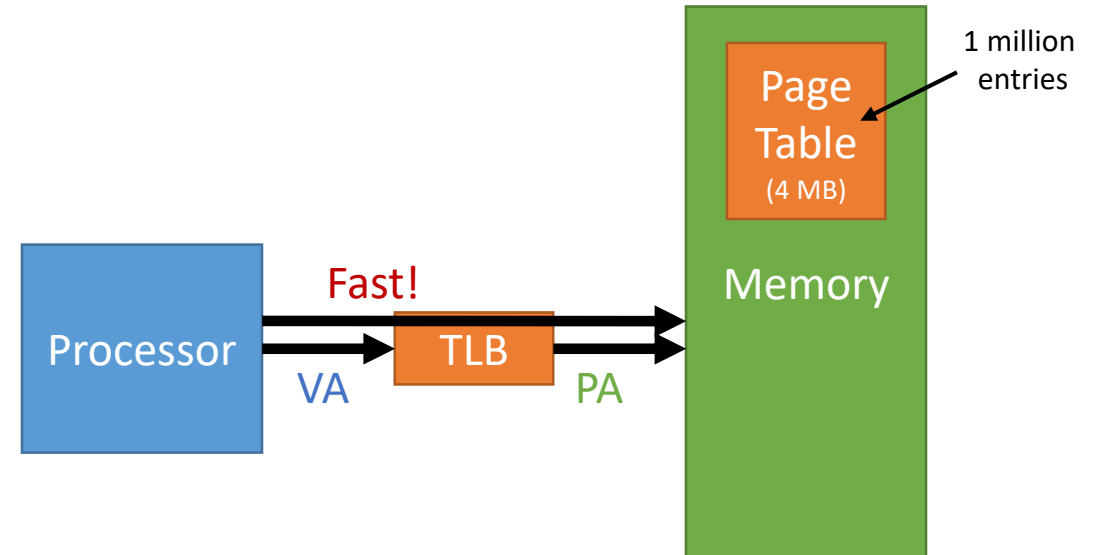 1 million
entries
Page
Table
(4 MB)
Memory
Fast!
Processor
TLB
VA
PA